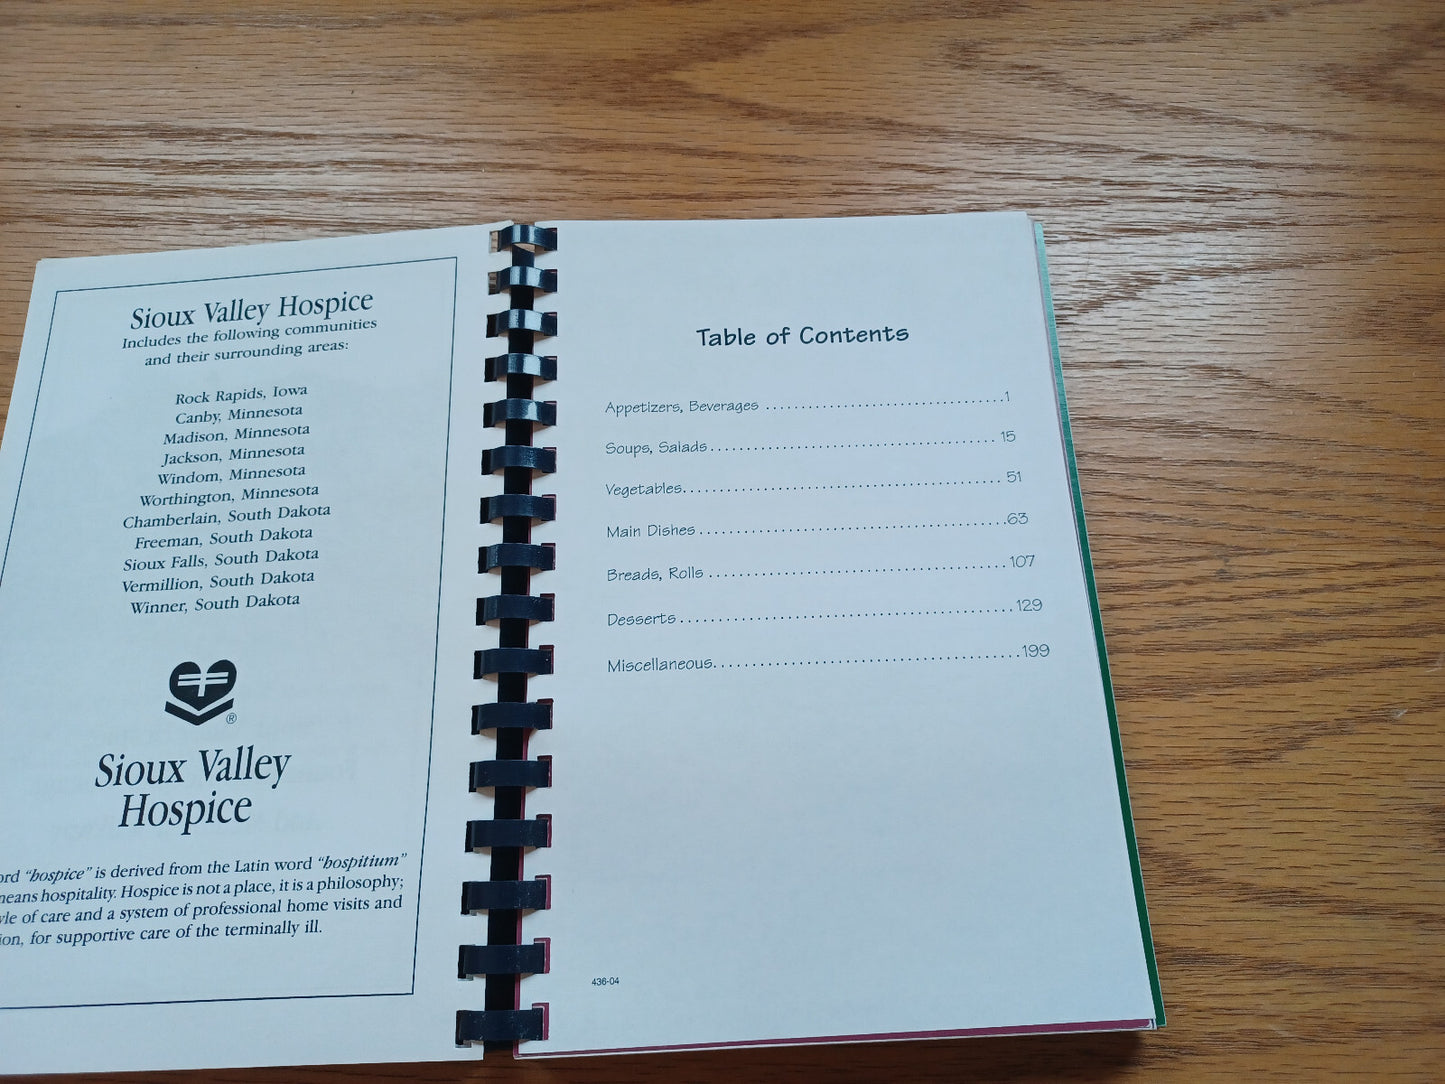 Sioux Valley Hospice
Includes the following communities
and their surrounding areas:
Rock Rapids, Iowa
Canby, Minnesota
Madison, Minnesota
Jackson, Minnesota
Windom, Minnesota
Worthington, Minnesota
Chamberlain, South Dakota
Freeman, South Dakota
Sioux Falls, South Dakota
Vermillion, South Dakota
Winner, South Dakota
®
Sioux Valley
Hospice
"hospice" is derived from the Latin word "hospitium"
means hospitality. Hospice is not a place, it is a philosophy;
of care and a system of professional home visits and
for supportive care of the terminally ill.
Table of Contents
Appetizers, Beverages ................................1
Soups, Salads ...................................... 15
Vegetables.......................................... 51
Main Dishes ........................................63
Breads, Rolls ......................................107
Desserts ...........................................129
Miscellaneous.......................................199
436-04